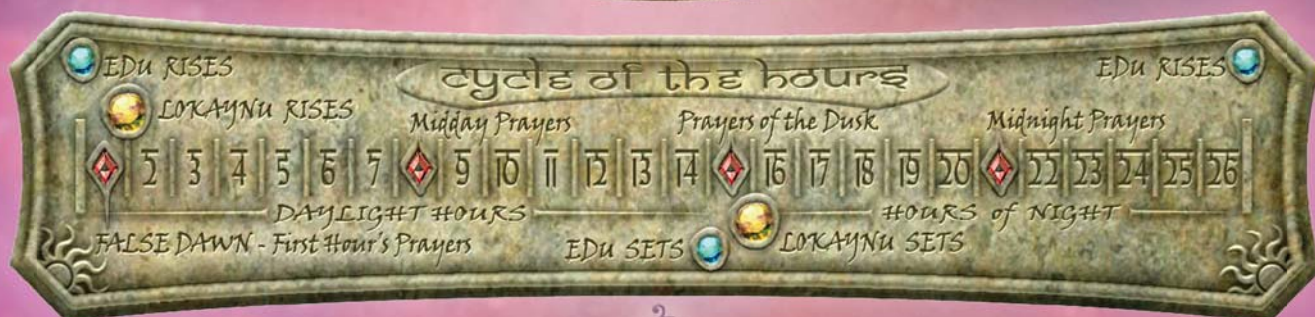 EDU RISES
cycle of the hours
EDU RISES
LOKAYNU RISES
Midday Prayers
Prayers of the Dusk
Midnight Prayers
2 3 4 5 6 7 9 10 11 12 13 14 16 17 18 19 20 22 23 24 25 26
DAYLIGHT HOURS
HOURS of NIGHT
FALSE DAWN - First Hour's Prayers
EDU SETS
LOKAYNU SETS